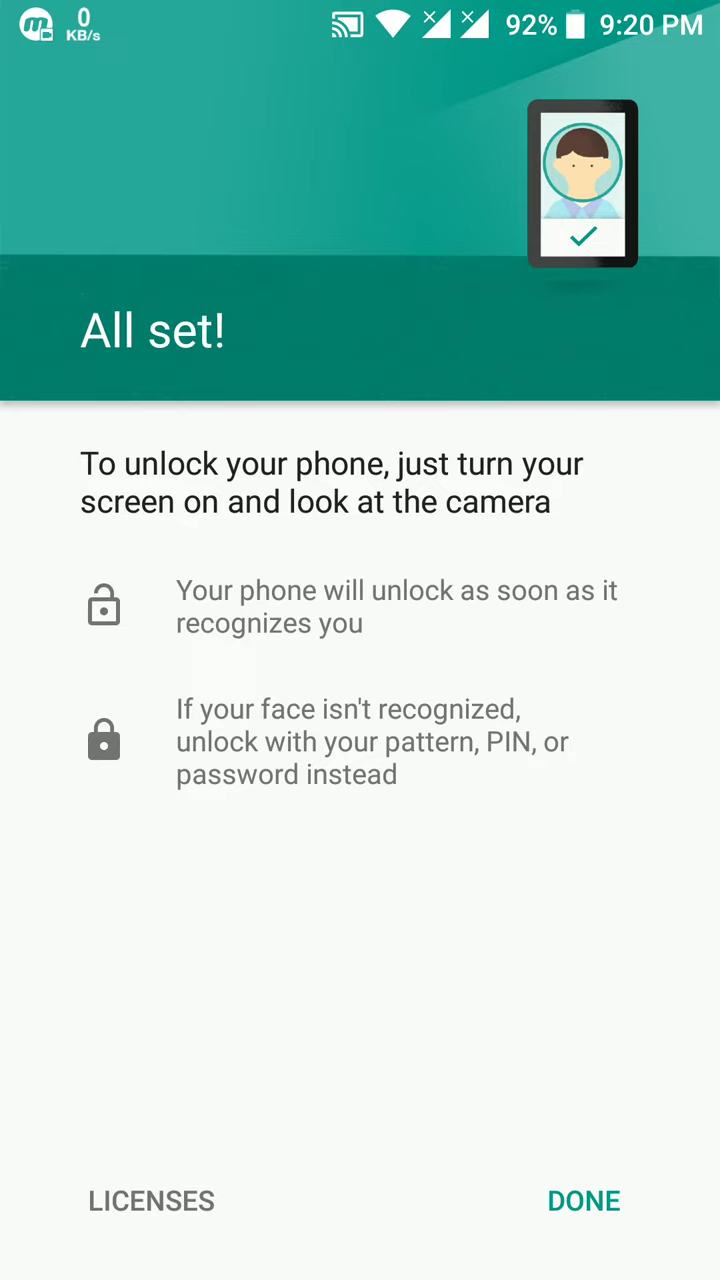 m 0 92% 9:20 PM
KB/s
All set!
To unlock your phone, just turn your
screen on and look at the camera
Your phone will unlock as soon as it
recognizes you
If your face isn't recognized,
unlock with your pattern, PIN, or
password instead
LICENSES DONE